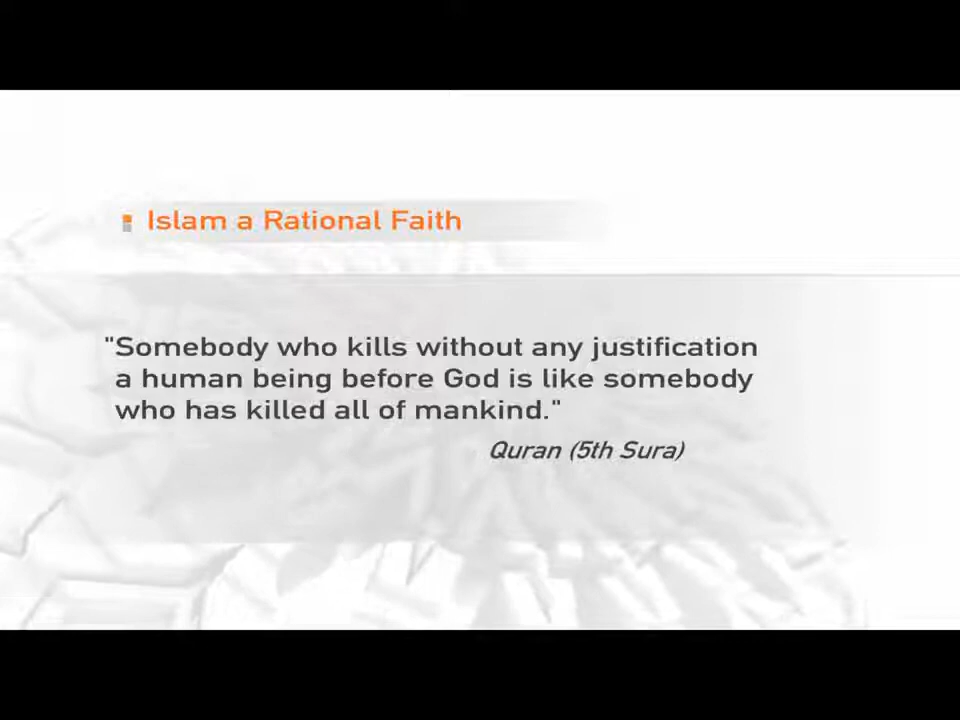 Islam a Rational Faith
"Somebody who kills without any justification
a human being before God is like somebody
who has killed all of mankind."
Quran (5th Sura)